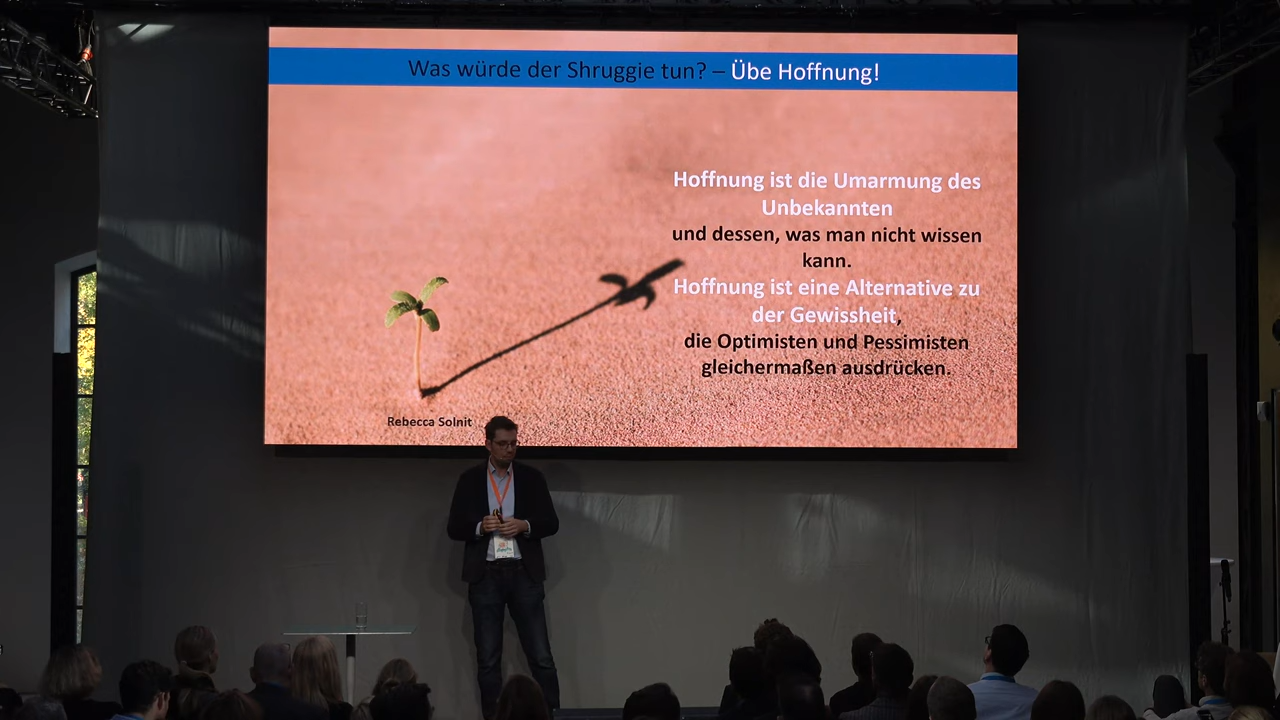 Was würde der Shruggie tun? – Übe Hoffnung!
Hoffnung ist die Umarmung des
Unbekannten
und dessen, was man nicht wissen
kann.
Hoffnung ist eine Alternative zu
der Gewissheit,
die Optimisten und Pessimisten
gleichermaßen ausdrücken.
Rebecca Solnit